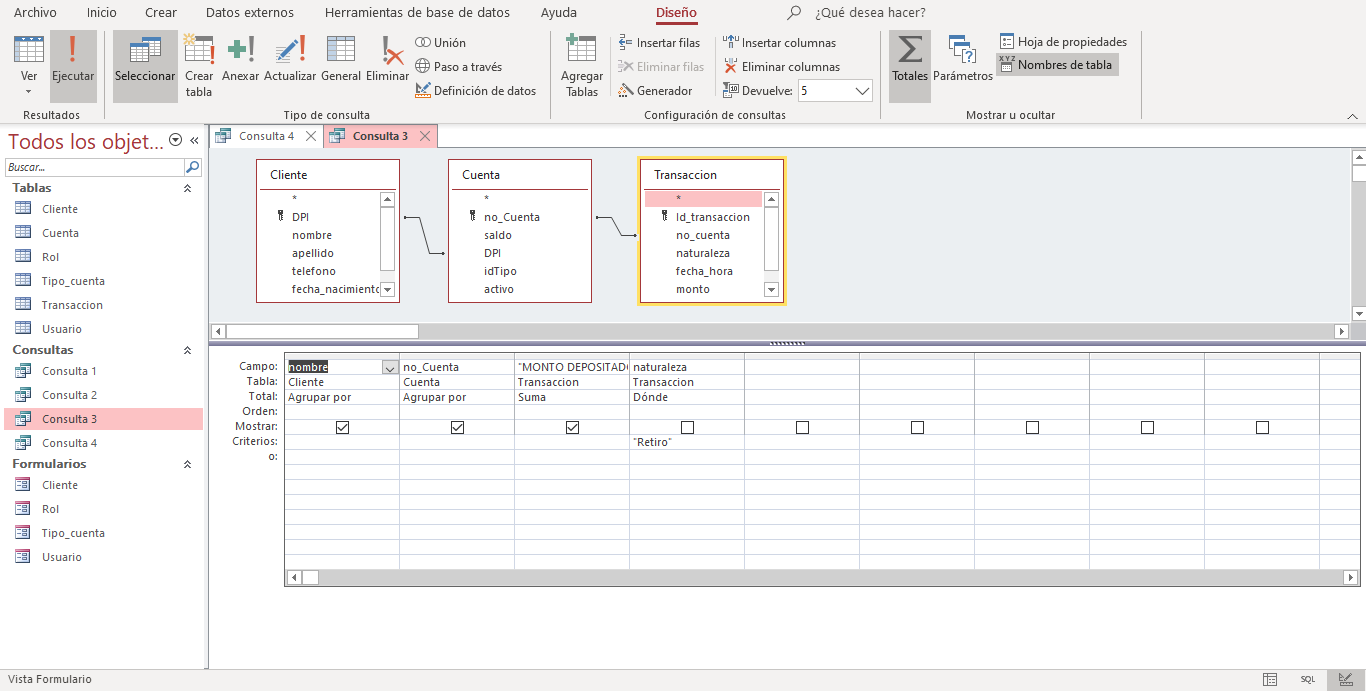 Archivo Inicio Crear Datos externos Herramientas de base de datos Ayuda Diseño ¿Qué desea hacer?
Ver
Ejecutar
Resultados
Seleccionar
Crear
tabla
Anexar
Actualizar
General
Eliminar
Unión
Paso a través
Definición de datos
Tipo de consulta
Agregar
Tablas
Insertar filas
Eliminar filas
Generador
Insertar columnas
Eliminar columnas
Devuelve: 5
Configuración de consultas
Totales
Parámetros
Hoja de propiedades
XYZ
Nombres de tabla
Mostrar u ocultar
Todos los objet... «
Buscar...
Tablas
Cliente
Cuenta
Rol
Tipo_cuenta
Transaccion
Usuario
Consultas
Consulta 1
Consulta 2
Consulta 3
Consulta 4
Formularios
Cliente
Rol
Tipo_cuenta
Usuario
Consulta 4 Consulta 3
Cliente
*
DPI
nombre
apellido
telefono
fecha_nacimiento
Cuenta
*
no_Cuenta
saldo
DPI
idTipo
activo
Transaccion
*
Id_transaccion
no_cuenta
naturaleza
fecha_hora
monto
Campo: nombre no_Cuenta "MONTO DEPOSITADO naturaleza
Tabla: Cliente Cuenta Transaccion Transaccion
Total: Agrupar por Agrupar por Suma Dónde
Orden:
Mostrar:
Criterios: "Retiro"
o:
Vista Formulario SQL